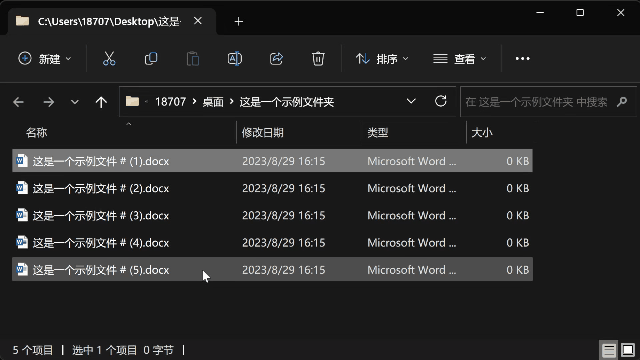 C:\Users\18707\Desktop\这是一
新建 排序 查看
18707 桌面 这是一个示例文件夹 在 这是一个示例文件夹 中搜索
名称 修改日期 类型 大小
这是一个示例文件 # (1).docx 2023/8/29 16:15 Microsoft Word ... 0 KB
这是一个示例文件 # (2).docx 2023/8/29 16:15 Microsoft Word ... 0 KB
这是一个示例文件 # (3).docx 2023/8/29 16:15 Microsoft Word ... 0 KB
这是一个示例文件 # (4).docx 2023/8/29 16:15 Microsoft Word ... 0 KB
这是一个示例文件 # (5).docx 2023/8/29 16:15 Microsoft Word ... 0 KB
5 个项目 | 选中 1 个项目 0 字节 |